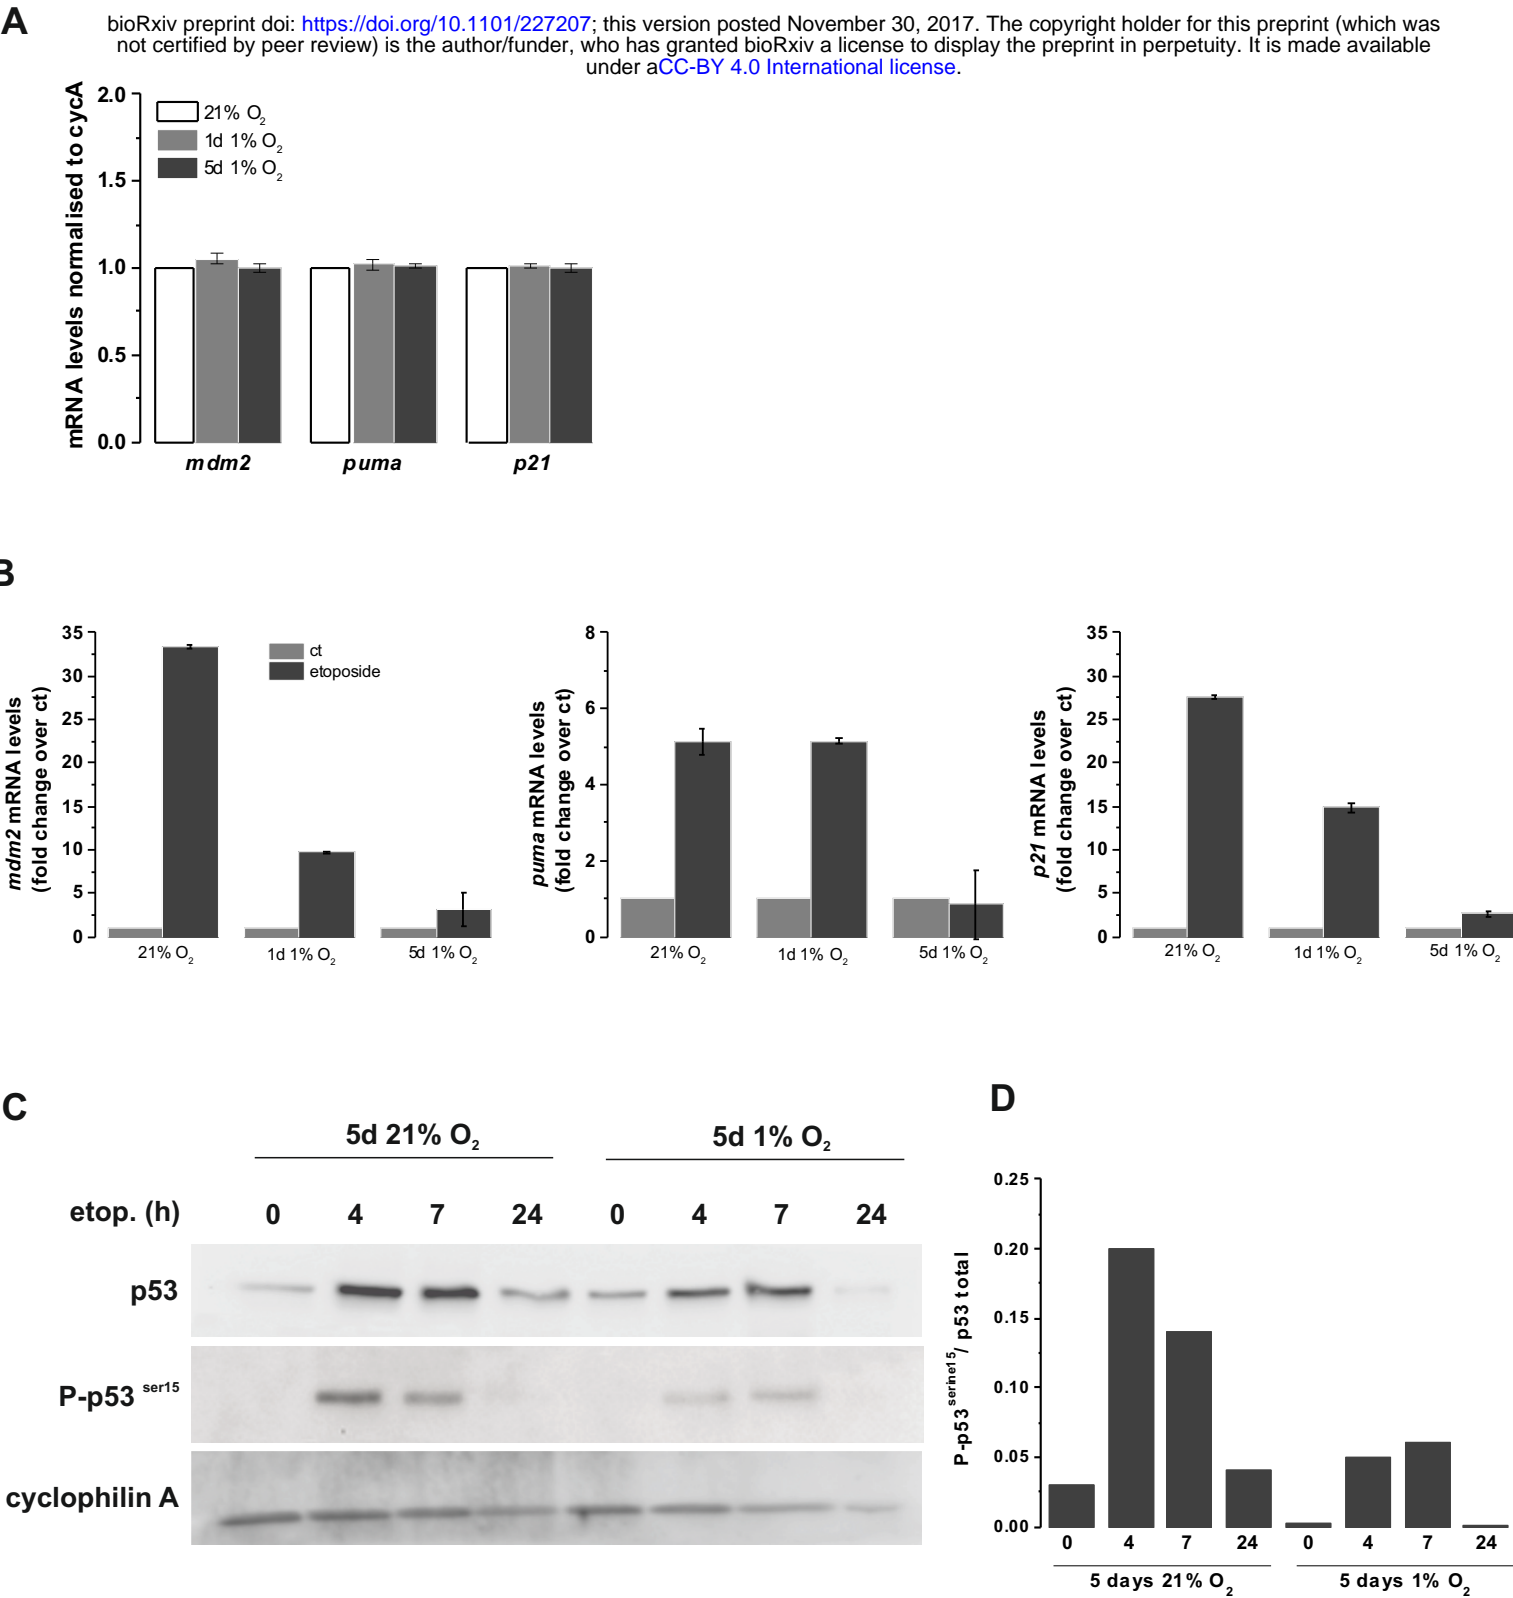 A
bioRxiv preprint doi: https://doi.org/10.1101/227207; this version posted November 30, 2017. The copyright holder for this preprint (which was
not certified by peer review) is the author/funder, who has granted bioRxiv a license to display the preprint in perpetuity. It is made available
under aCC-BY 4.0 International license.
mRNA levels normalised to cycA
2.0
1.5
1.0
0.5
0.0
21% O2
1d 1% O2
5d 1% O2
mdm2 puma p21
B
mdm2 mRNA levels
(fold change over ct)
35
30
25
20
15
10
5
0
ct
etoposide
21% O2 1d 1% O2 5d 1% O2
puma mRNA levels
(fold change over ct)
8
6
4
2
0
21% O2 1d 1% O2 5d 1% O2
p21 mRNA levels
(fold change over ct)
35
30
25
20
15
10
5
0
21% O2 1d 1% O2 5d 1% O2
C
5d 21% O2 5d 1% O2
etop. (h) 0 4 7 24 0 4 7 24
p53
P-p53 ser15
cyclophilin A
D
P-p53 serine15/ p53 total
0.25
0.20
0.15
0.10
0.05
0.00
0 4 7 24 0 4 7 24
5 days 21% O2 5 days 1% O2